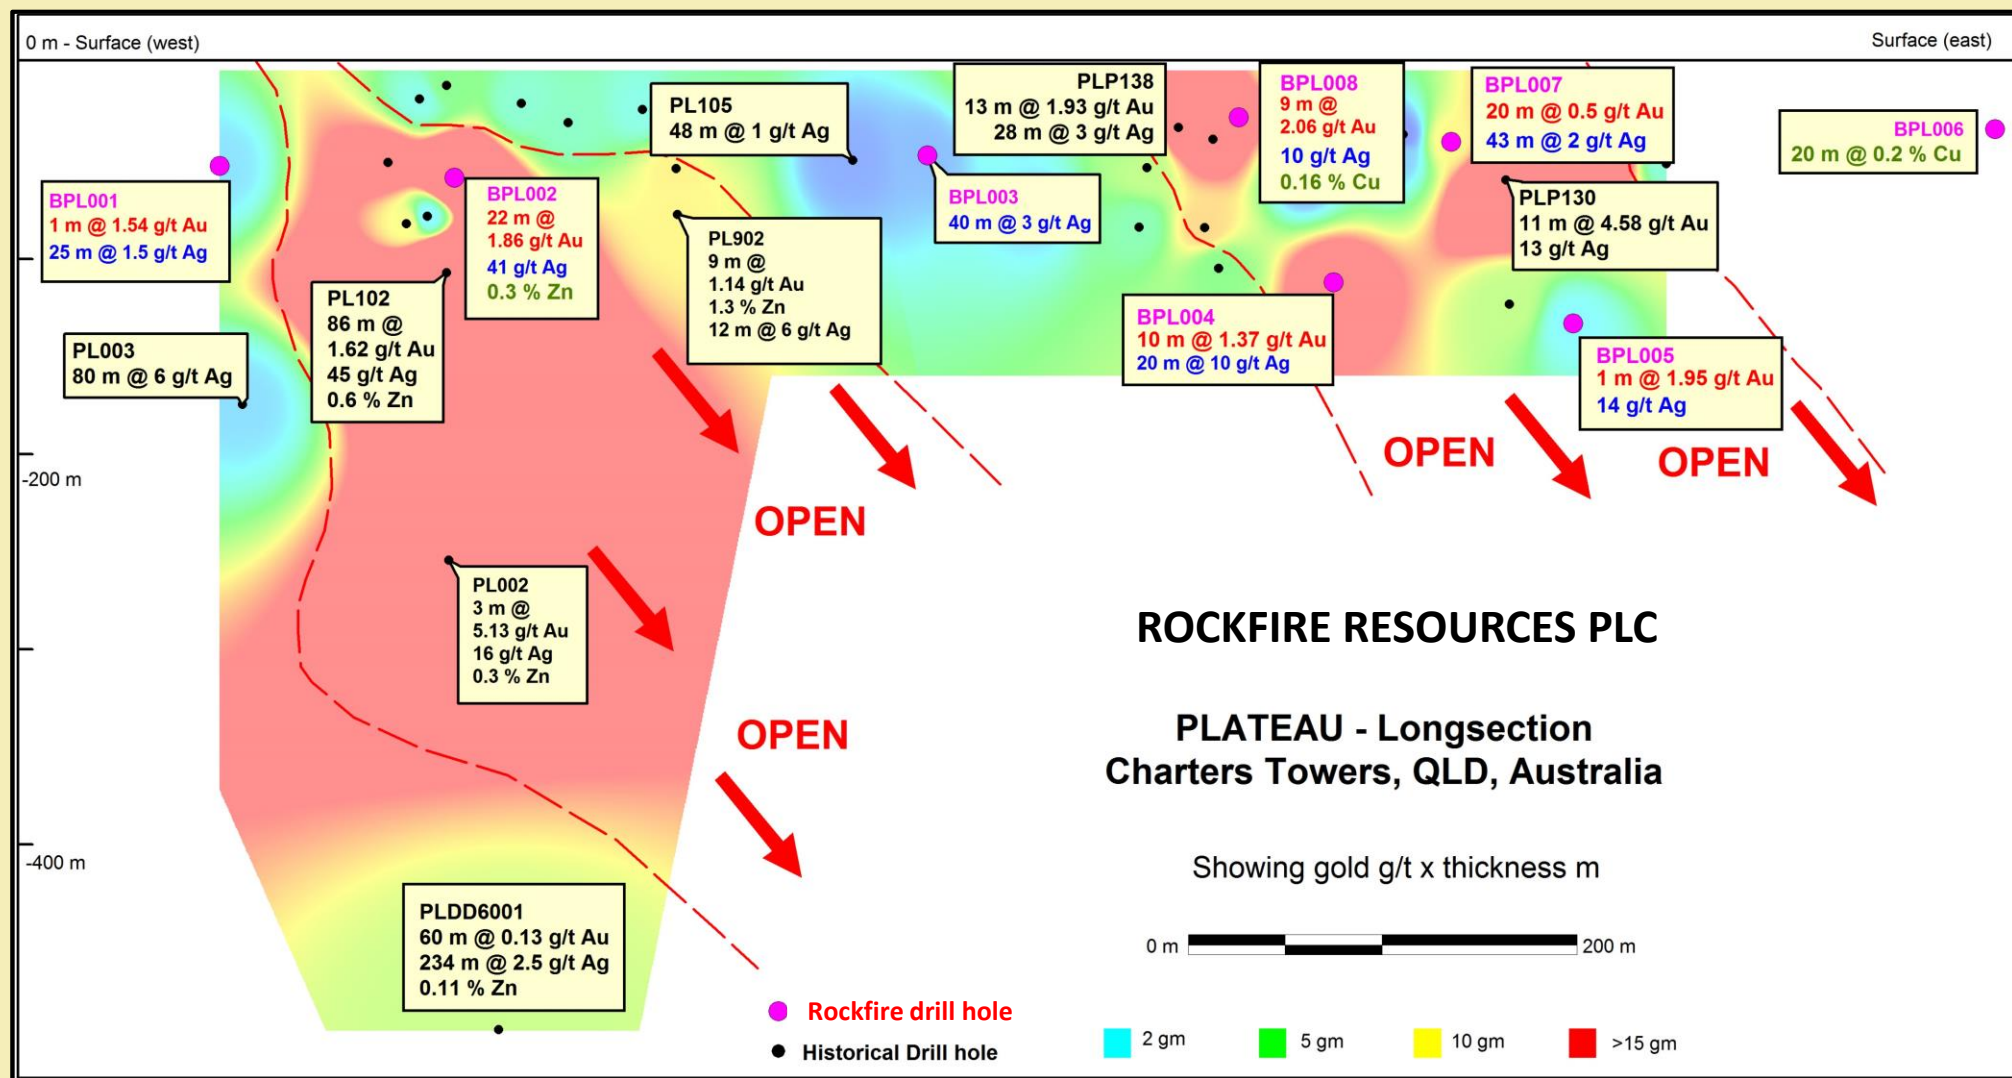 0 m - Surface (west)
Surface (east)
PL105
48 m @ 1 g/t Ag
PLP138
13 m @ 1.93 g/t Au
28 m @ 3 g/t Ag
BPL008
9 m @
2.06 g/t Au
10 g/t Ag
0.16 % Cu
BPL007
20 m @ 0.5 g/t Au
43 m @ 2 g/t Ag
BPL006
20 m @ 0.2 % Cu
BPL001
1 m @ 1.54 g/t Au
25 m @ 1.5 g/t Ag
BPL002
22 m @
1.86 g/t Au
41 g/t Ag
0.3 % Zn
BPL003
40 m @ 3 g/t Ag
PLP130
11 m @ 4.58 g/t Au
13 g/t Ag
PL902
9 m @
1.14 g/t Au
1.3 % Zn
12 m @ 6 g/t Ag
PL102
86 m @
1.62 g/t Au
45 g/t Ag
0.6 % Zn
BPL004
10 m @ 1.37 g/t Au
20 m @ 10 g/t Ag
PL003
80 m @ 6 g/t Ag
BPL005
1 m @ 1.95 g/t Au
14 g/t Ag
OPEN
OPEN
-200 m
OPEN
PL002
3 m @
5.13 g/t Au
16 g/t Ag
0.3 % Zn
ROCKFIRE RESOURCES PLC
OPEN
PLATEAU - Longsection
Charters Towers, QLD, Australia
-400 m
Showing gold g/t x thickness m
PLDD6001
60 m @ 0.13 g/t Au
234 m @ 2.5 g/t Ag
0.11 % Zn
0 m
200 m
Rockfire drill hole
Historical Drill hole
2 gm
5 gm
10 gm
>15 gm